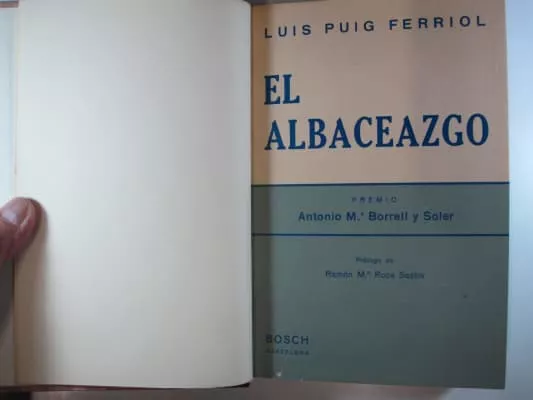 LUIS PUIG FERRIOL
EL
ALBACEAZGO
PREMIO
Antonio M.ª Borrell y Soler
Prólogo de
Ramón M.ª Roca Sastre
BOSCH
BARCELONA